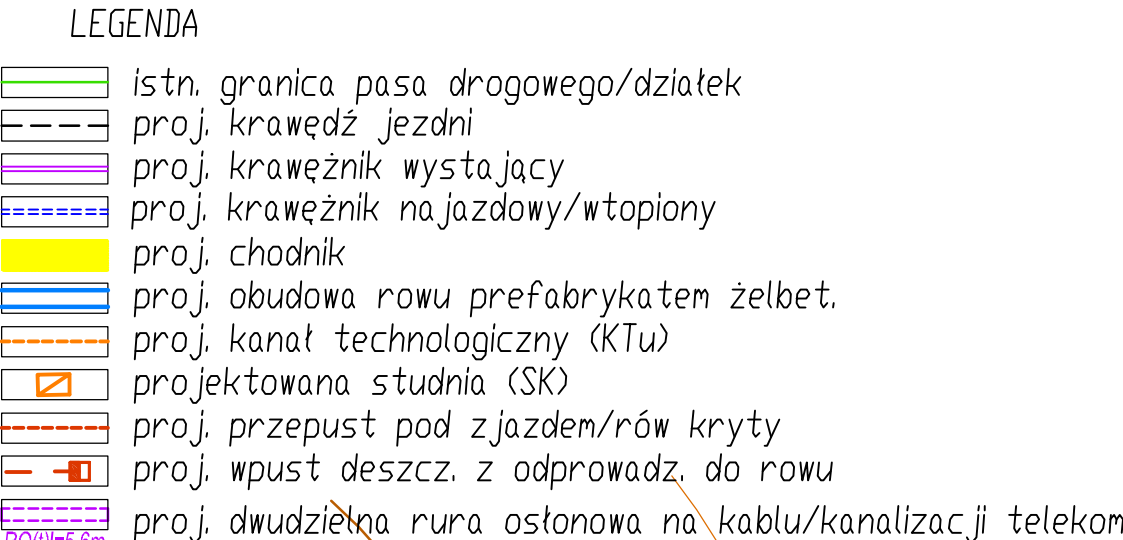 LEGENDA
istn. granica pasa drogowego/działek
proj. krawędź jezdni
proj. krawężnik wystający
proj. krawężnik najazdowy/wtopiony
proj. chodnik
proj. obudowa rowu prefabrykatem żelbet.
proj. kanał technologiczny (KTu)
projektowana studnia (SK)
proj. przepust pod zjazdem/rów kryty
proj. wpust deszcz. z odprowadz. do rowu
proj. dwudzielna rura osłonowa na kablu/kanalizacji telekom